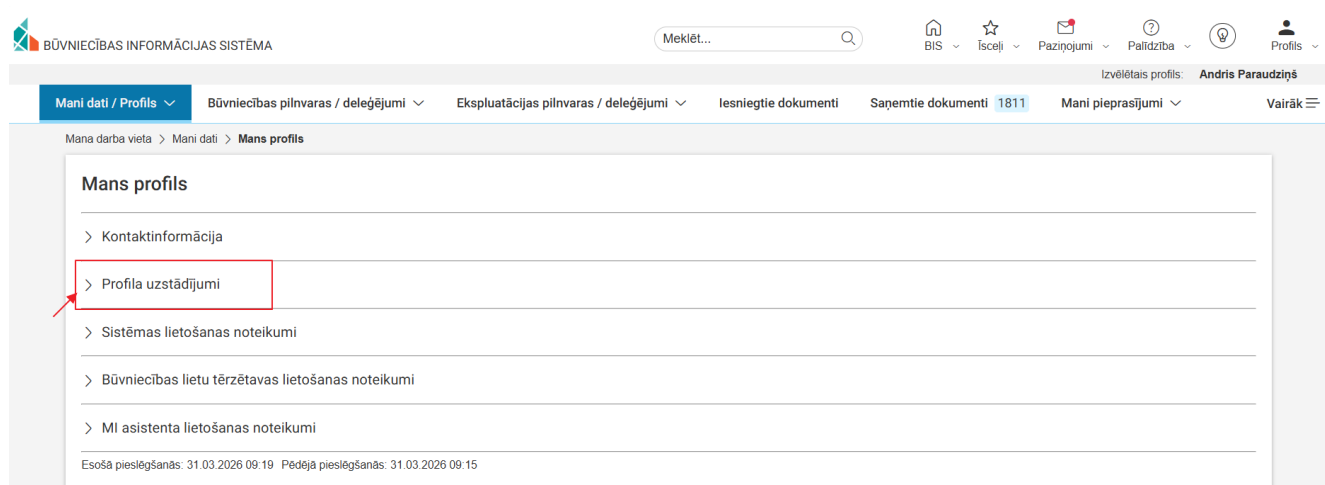 BŪVNIECĪBAS INFORMĀCIJAS SISTĒMA
Meklēt...
BIS Īsceļi Paziņojumi Palīdzība Profils
Izvēlētais profils: Andris Paraudziņš
Mani dati / Profils Būvniecības pilnvaras / deleģējumi Ekspluatācijas pilnvaras / deleģējumi Iesniegtie dokumenti Saņemtie dokumenti 1811 Mani pieprasījumi Vairāk
Mana darba vieta > Mani dati > Mans profils
Mans profils
Kontaktinformācija
Profila uzstādījumi
Sistēmas lietošanas noteikumi
Būvniecības lietu tērzētavas lietošanas noteikumi
MI asistenta lietošanas noteikumi
Esošā pieslēgšanās: 31.03.2026 09:19 Pēdējā pieslēgšanās: 31.03.2026 09:15